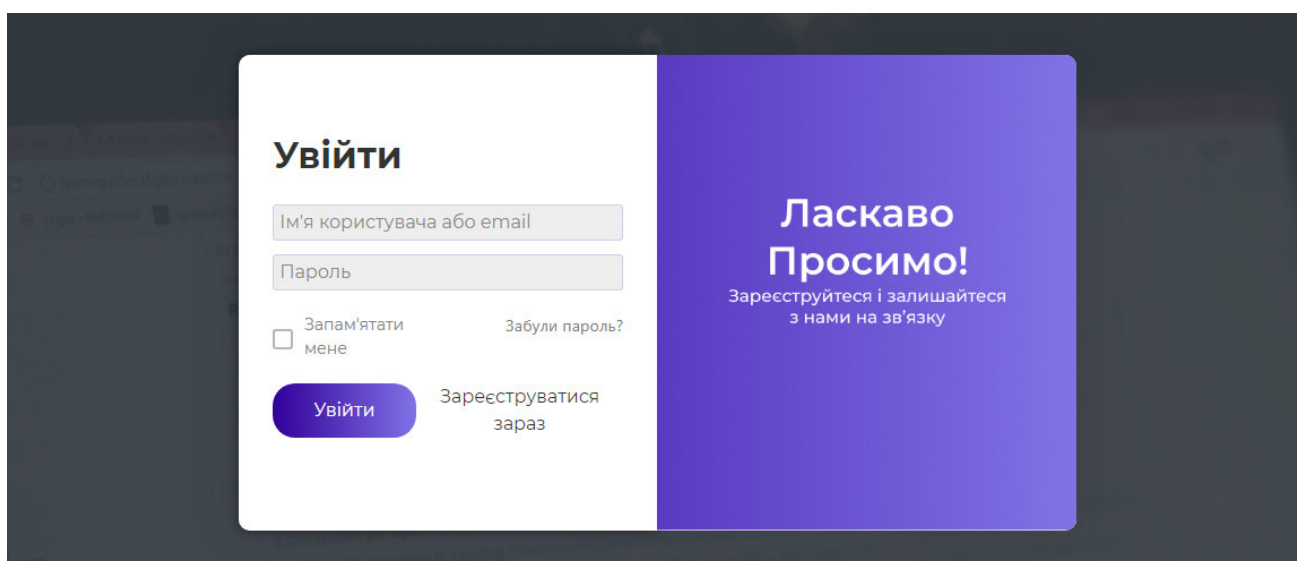 Увійти
Ім'я користувача або email
Пароль
Запам'ятати
мене
Забули пароль?
Увійти
Зареєструватися
зараз
Ласкаво
Просимо!
Зареєструйтеся і залишайтеся
з нами на зв'язку